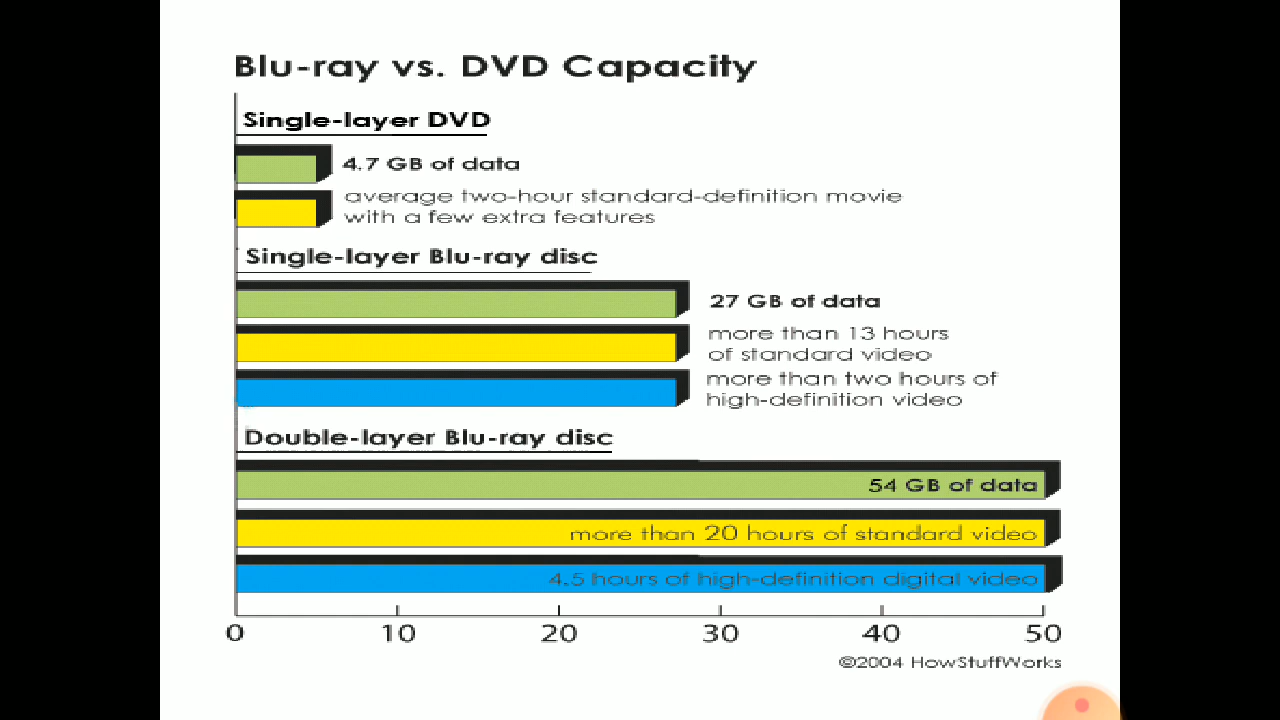 Blu-ray vs. DVD Capacity
Single-layer DVD
4.7 GB of data
average two-hour standard-definition movie
with a few extra features
Single-layer Blu-ray disc
27 GB of data
more than 13 hours
of standard video
more than two hours of
high-definition video
Double-layer Blu-ray disc
54 GB of data
more than 20 hours of standard video
4.5 hours of high-definition digital video
0 10 20 30 40 50
©2004 HowStuffWorks